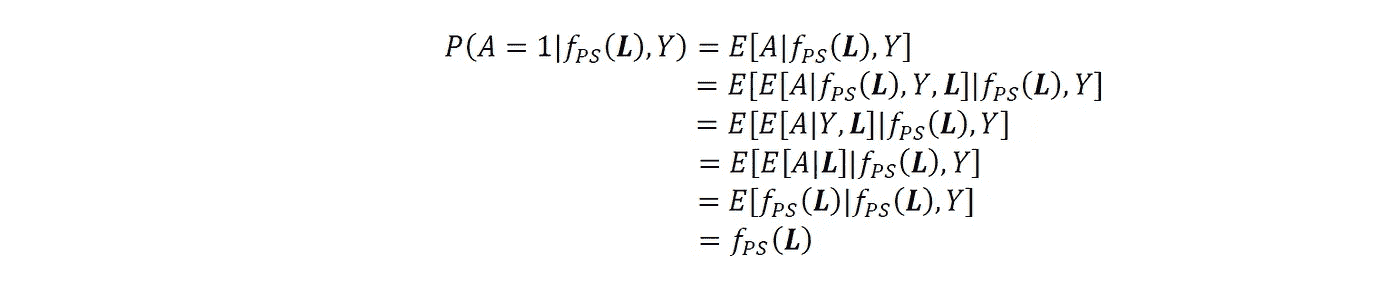 P(A = 1|f_PS(L), Y) = E[A|f_PS(L), Y]
= E[E[A|f_PS(L), Y, L]|f_PS(L), Y]
= E[E[A|Y, L]|f_PS(L), Y]
= E[E[A|L]|f_PS(L), Y]
= E[f_PS(L)|f_PS(L), Y]
= f_PS(L)